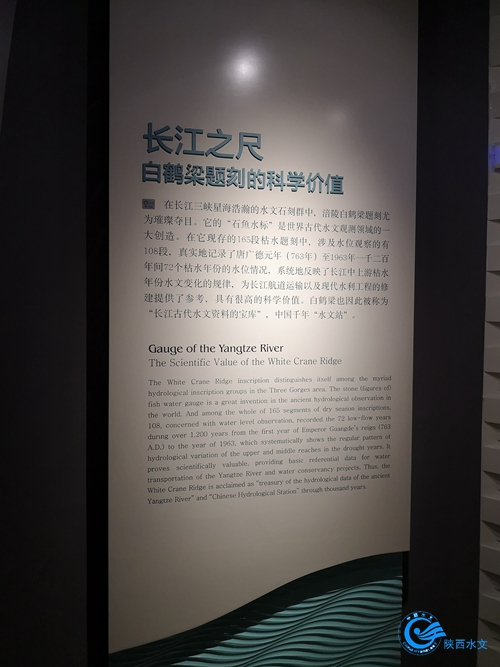 长江之尺
白鹤梁题刻的科学价值
在长江三峡星海浩瀚的水文石刻群中，涪陵白鹤梁题刻尤
为璀璨夺目。它的“石鱼水标”是世界古代水文观测领域的一
大创造。在它现存的165段枯水题刻中，涉及水位观察的有
108段，真实地记录了唐广德元年（763年）至1963年一千二百
年间72个枯水年份的水位情况，系统地反映了长江中上游枯水
年份水文变化的规律，为长江航道运输以及现代水利工程的修
建提供了参考，具有很高的科学价值。白鹤梁也因此被称为
“长江古代水文资料的宝库”，中国千年“水文站”。
Gauge of the Yangtze River
The Scientific Value of the White Crane Ridge
The White Crane Ridge inscription distinguishes itself among the myriad
hydrological inscription groups in the Three Gorges area. The stone (figures of)
fish water gauge is a great invention in the ancient hydrological observation in
the world. And among the whole of 165 segments of dry season inscriptions,
108, concerned with water level observation, recorded the 72 low-flow years
during over 1,200 years from the first year of Emperor Guangde's reign (763
A.D.) to the year of 1963, which systematically shows the regular pattern of
hydrological variation of the upper and middle reaches in the drought years. It
proves scientifically valuable, providing basic referential data for water
transportation of the Yangtze River and water conservancy projects. Thus, the
White Crane Ridge is acclaimed as "treasury of the hydrological data of the ancient
Yangtze River" and "Chinese Hydrological Station" through thousand years.
陕西水文